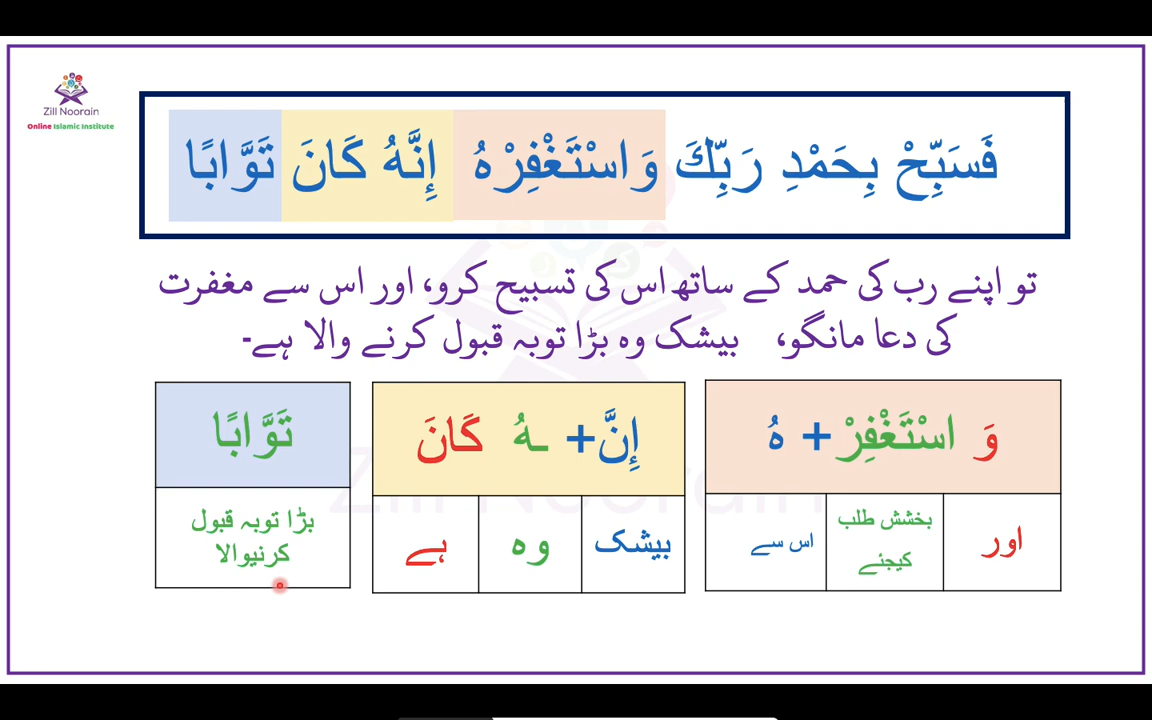 Zill Noorain
Online Islamic Institute
فَسَبِّحْ بِحَمْدِ رَبِّكَ وَاسْتَغْفِرْهُ إِنَّهُ كَانَ تَوَّابًا
تو اپنے رب کی حمد کے ساتھ اس کی تسبیح کرو، اور اس سے مغفرت
کی دعا مانگو، بیشک وہ بڑا توبہ قبول کرنے والا ہے-
وَ اسْتَغْفِرْ + هُ
اور
بخشش طلب
کیجئے
اس سے
إِنَّ + ـهُ كَانَ
بیشک
وہ
ہے
تَوَّابًا
بڑا توبہ قبول
کرنیوالا
Zill Noorain